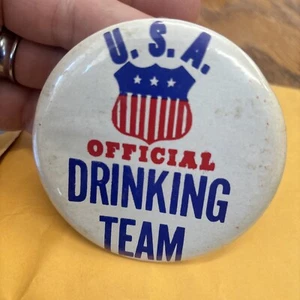 U.S.A.
OFFICIAL
DRINKING
TEAM